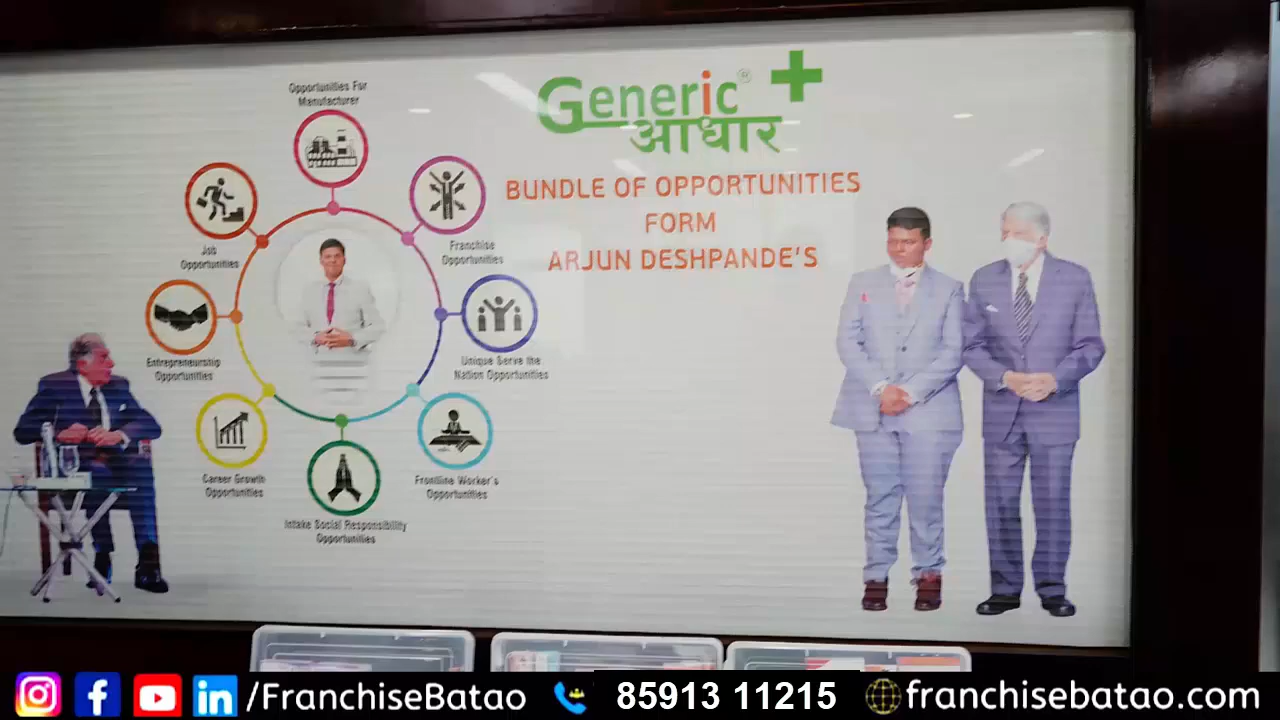 Generic®
आधार
BUNDLE OF OPPORTUNITIES
FORM
ARJUN DESHPANDE'S
Opportunities For
Manufacturer
Franchise
Opportunities
Unique Serve the
Nation Opportunities
Frontline Worker's
Opportunities
Intake Social Responsibility
Opportunities
Career Growth
Opportunities
Entrepreneurship
Opportunities
Job
Opportunities
/FranchiseBatao 85913 11215 franchisebatao.com